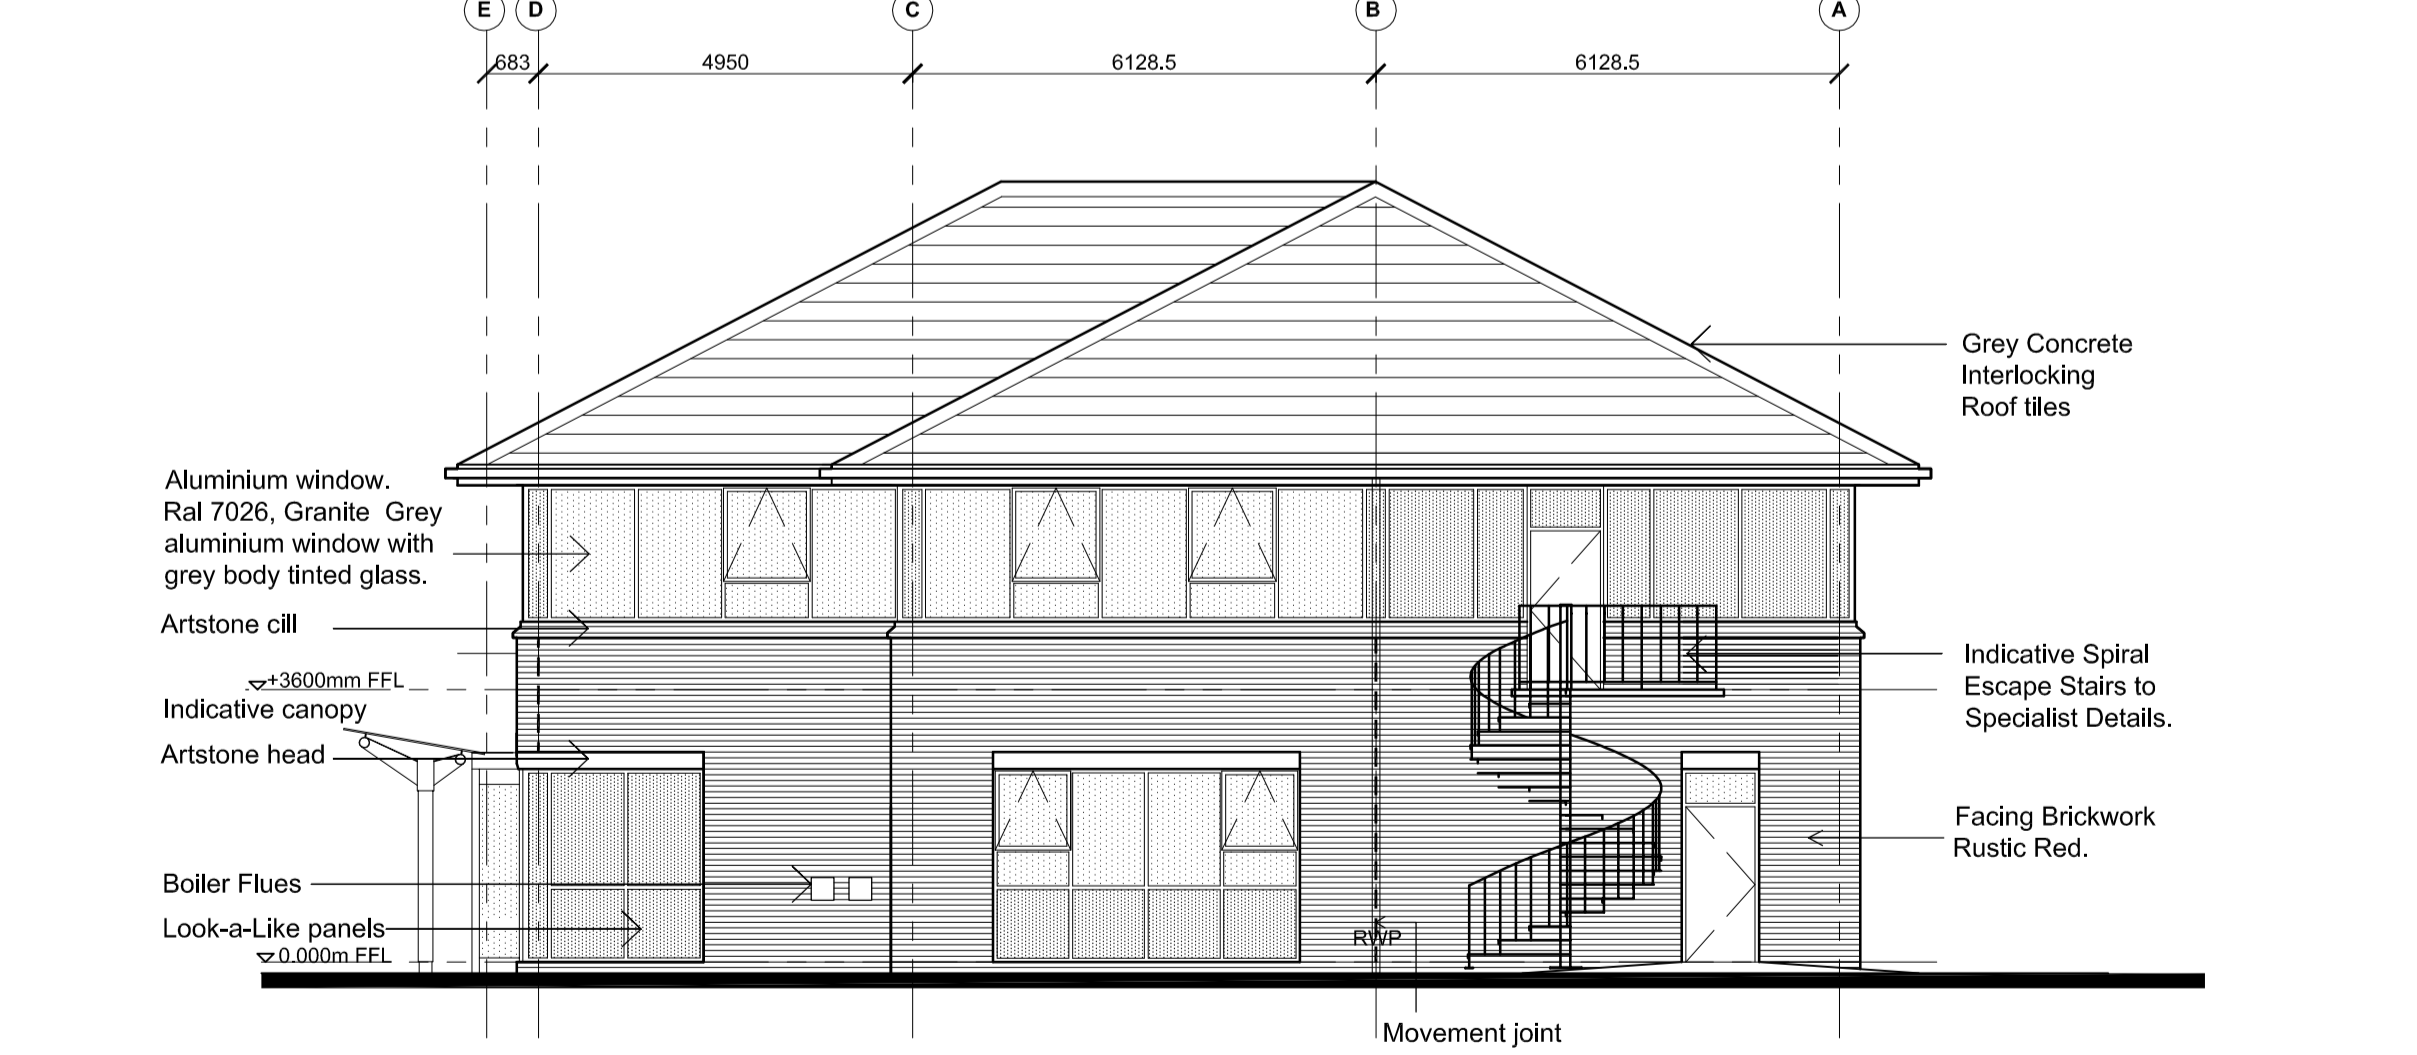 E D C B A
683 4950 6128.5 6128.5
Grey Concrete
Interlocking
Roof tiles
Aluminium window.
Ral 7026, Granite Grey
aluminium window with
grey body tinted glass.
Artstone cill
+3600mm FFL
Indicative canopy
Artstone head
Indicative Spiral
Escape Stairs to
Specialist Details.
Facing Brickwork
Rustic Red.
Boiler Flues
Look-a-Like panels
0.000m FFL
RWP
Movement joint